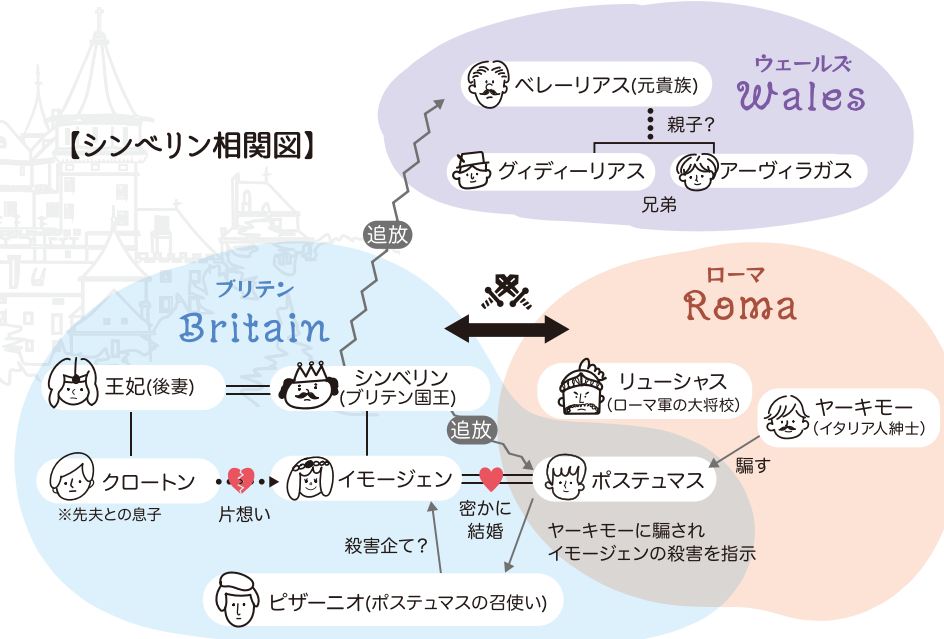 ウェールズ
Wales
ベレーリアス(元貴族)
親子？
グィディーリアス
アーヴィラガス
兄弟
【シンベリン相関図】
追放
ブリテン
Britain
ローマ
Roma
王妃(後妻)
シンベリン
(ブリテン国王)
リューシャス
(ローマ軍の大将校)
ヤーキモー
(イタリア人紳士)
追放
騙す
クロートン
※先夫との息子
片想い
イモージェン
密かに
結婚
ポステュマス
殺害企て？
ヤーキモーに騙され
イモージェンの殺害を指示
ピザーニオ(ポステュマスの召使い)